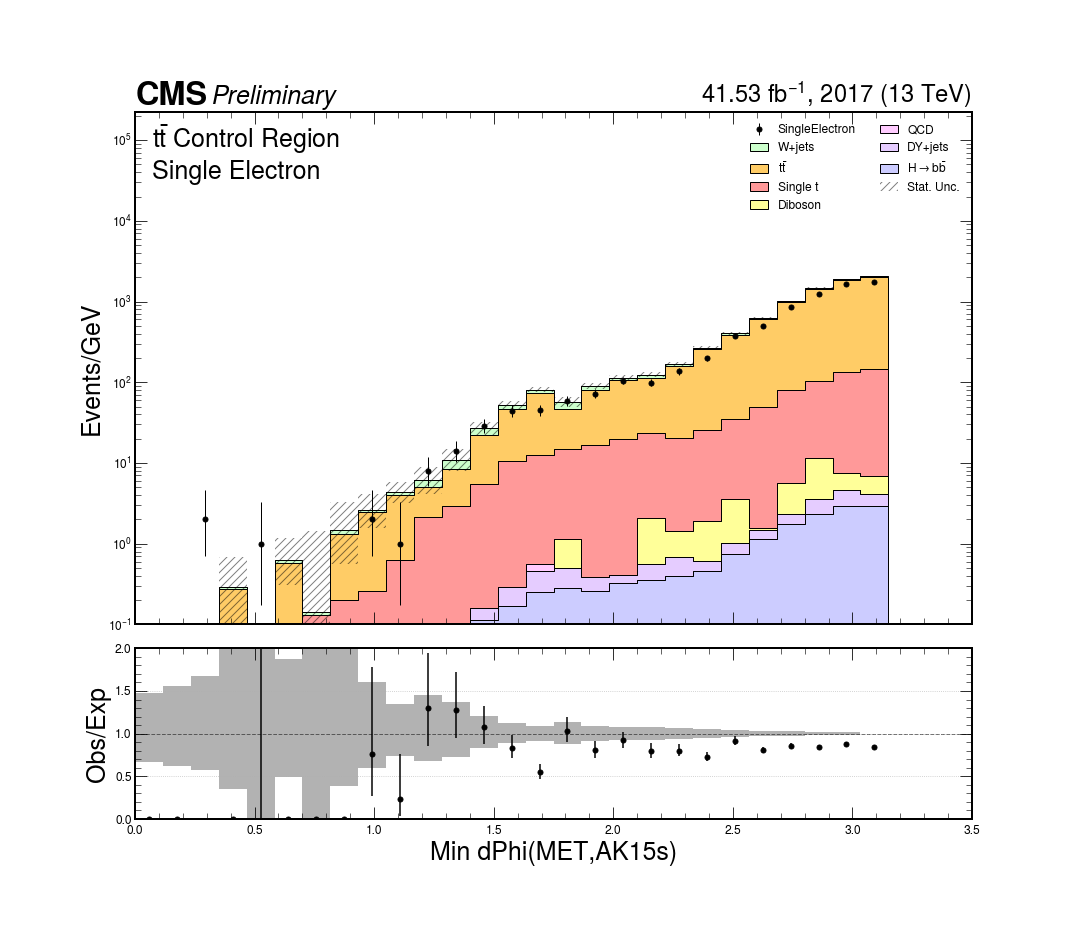 CMS Preliminary
41.53 fb⁻¹, 2017 (13 TeV)
tt̄ Control Region
Single Electron
SingleElectron
W+jets
tt̄
Single t
Diboson
QCD
DY+jets
H→bb̄
Stat. Unc.
Events/GeV
10⁵
10⁴
10³
10²
10¹
10⁰
10⁻¹
Obs/Exp
2.0
1.5
1.0
0.5
0.0
0.0 0.5 1.0 1.5 2.0 2.5 3.0 3.5
Min dPhi(MET,AK15s)